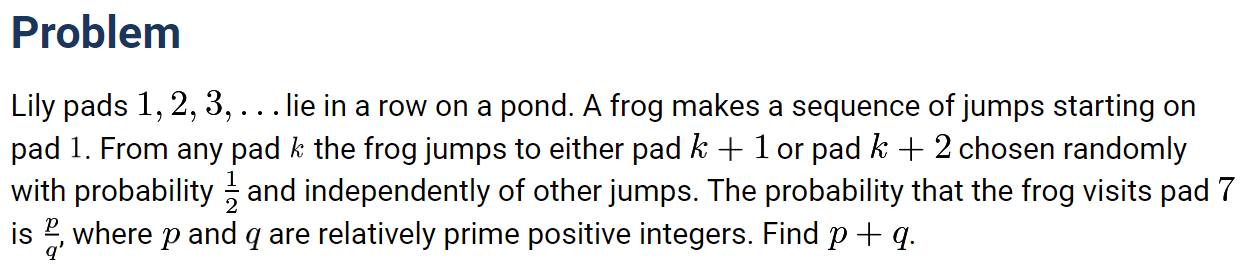 Problem
Lily pads 1, 2, 3, . . . lie in a row on a pond. A frog makes a sequence of jumps starting on
pad 1. From any pad k the frog jumps to either pad k + 1 or pad k + 2 chosen randomly
with probability 1/2 and independently of other jumps. The probability that the frog visits pad 7
is p/q, where p and q are relatively prime positive integers. Find p + q.